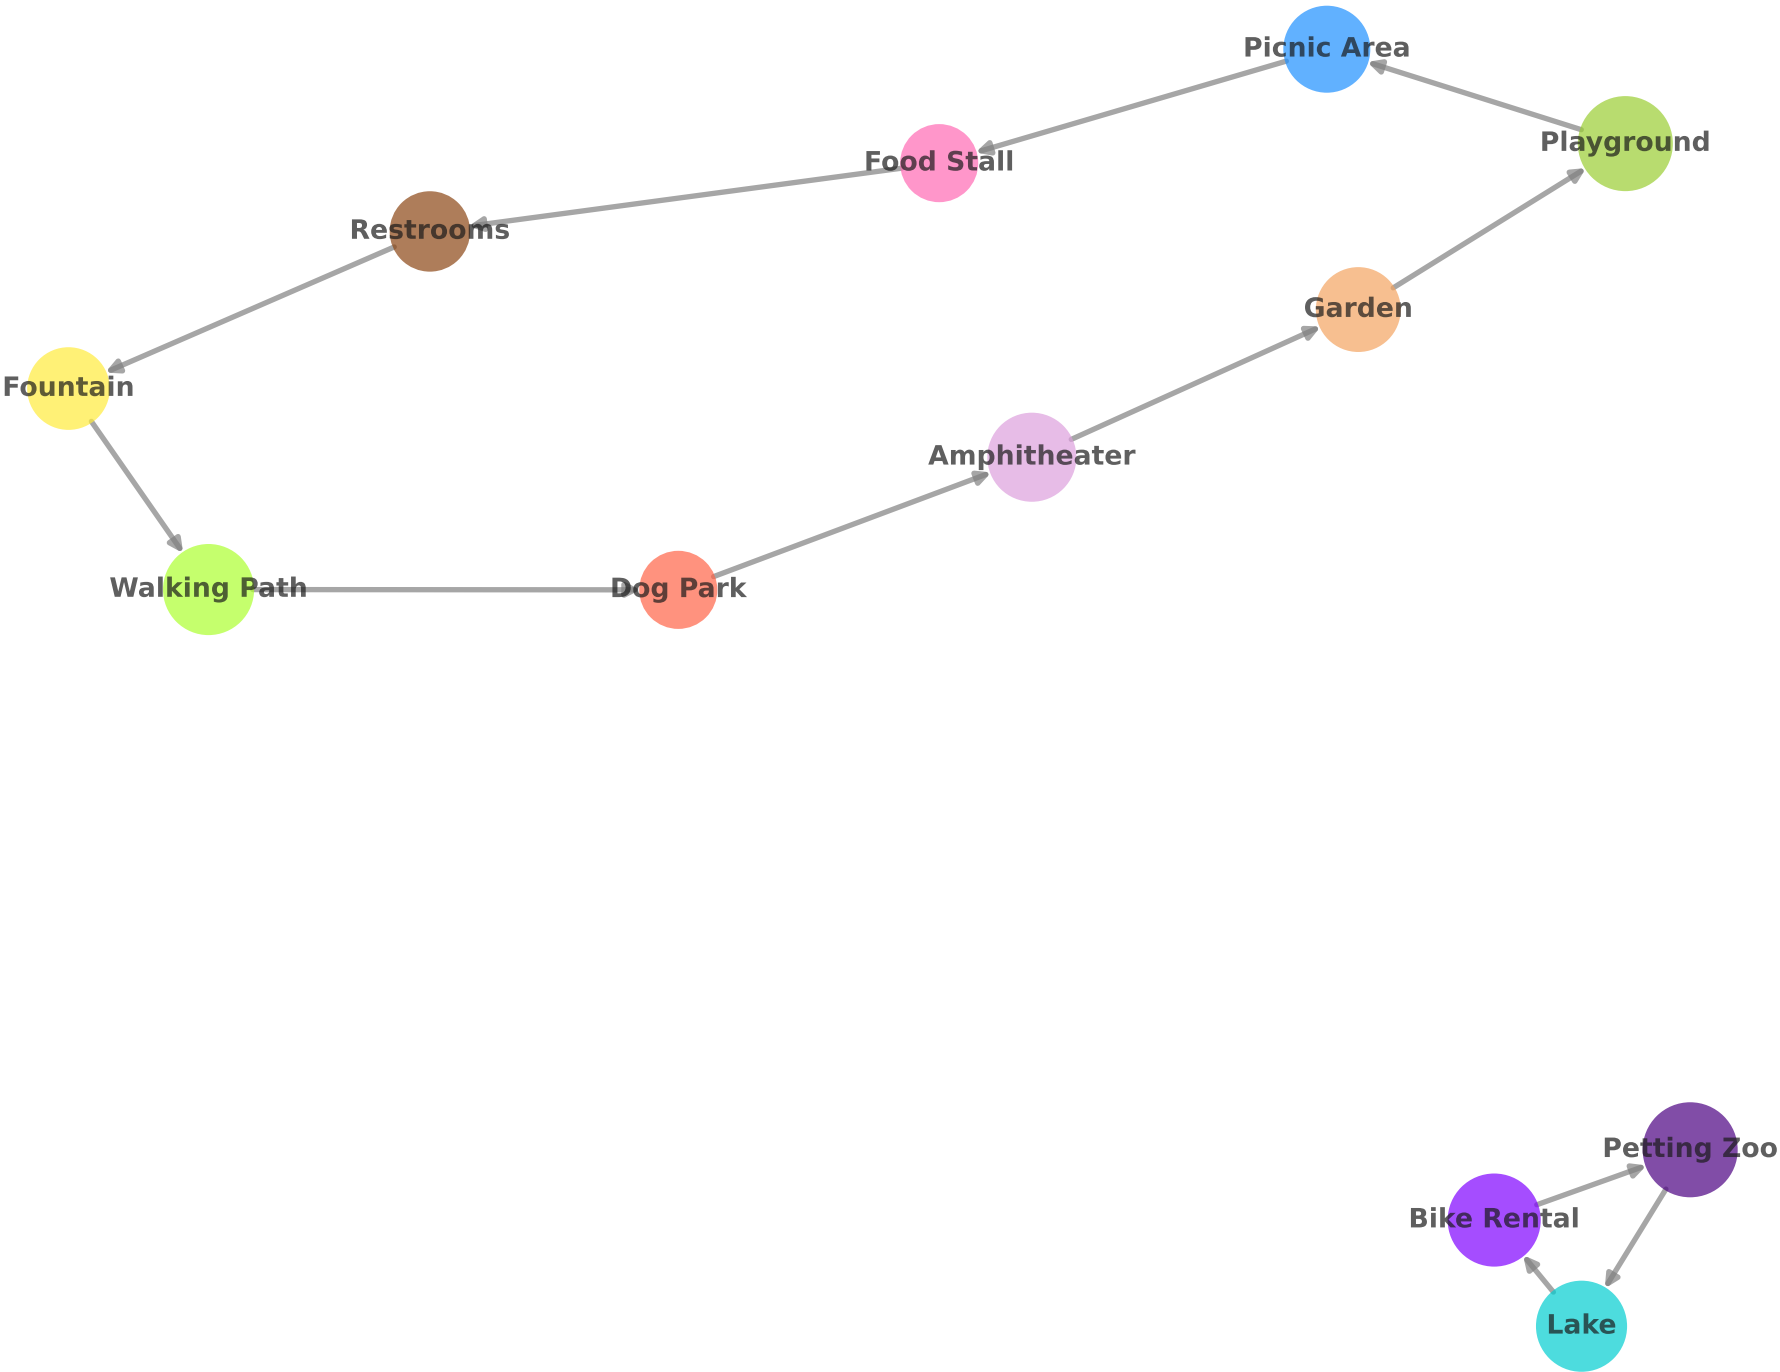 Picnic Area
Playground
Food Stall
Restrooms
Garden
Fountain
Amphitheater
Walking Path
Dog Park
Petting Zoo
Bike Rental
Lake